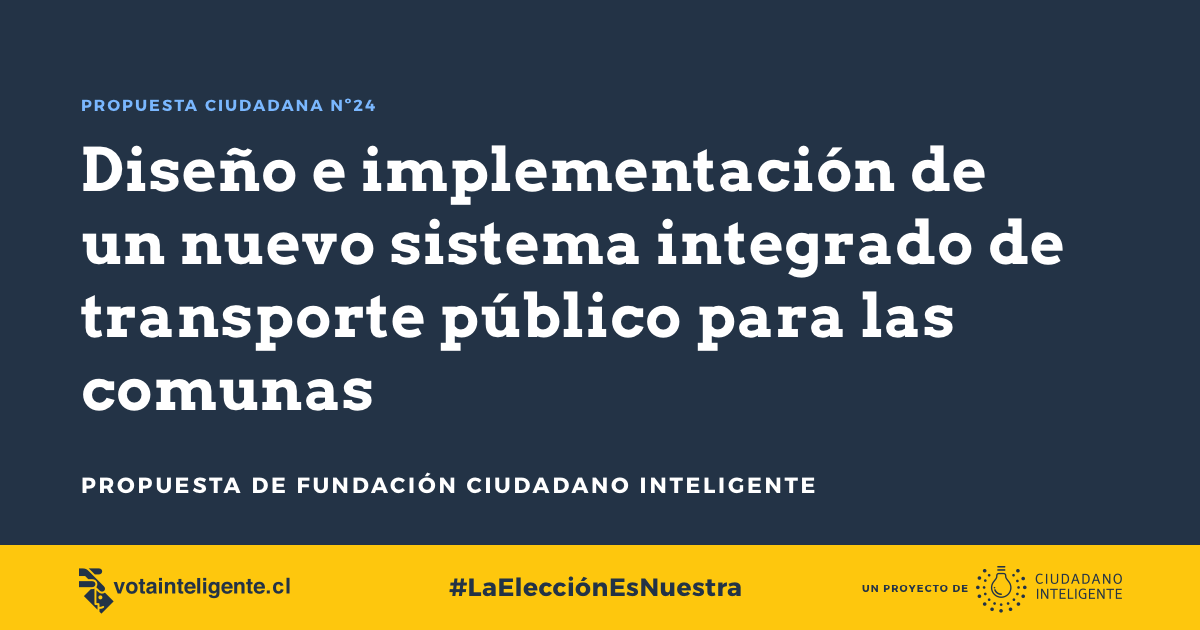 PROPUESTA CIUDADANA N°24
Diseño e implementación de
un nuevo sistema integrado de
transporte público para las
comunas
PROPUESTA DE FUNDACIÓN CIUDADANO INTELIGENTE
votainteligente.cl
#LaElecciónEsNuestra
UN PROYECTO DE
CIUDADANO
INTELIGENTE